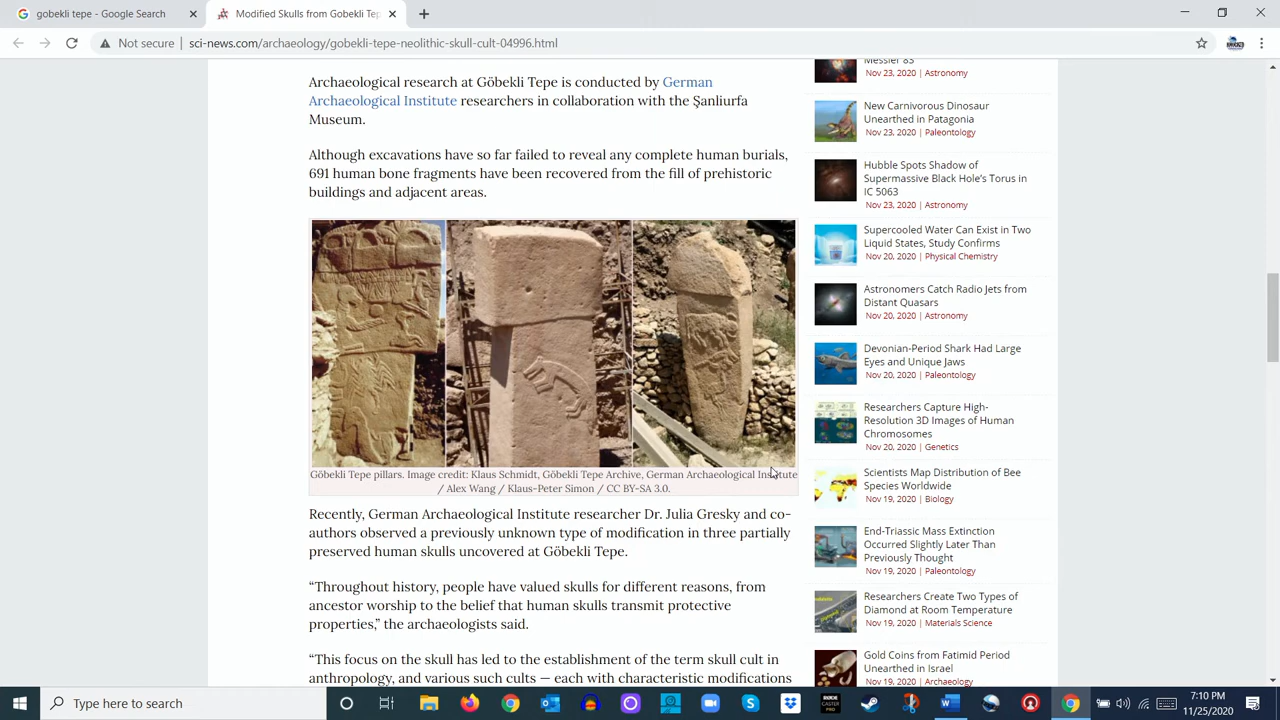 gobekli tepe - Google Search
Modified Skulls from Göbekli Tep
Not secure
sci-news.com/archaeology/gobekli-tepe-neolithic-skull-cult-04996.html
Archaeological research at Göbekli Tepe is conducted by German
Archaeological Institute researchers in collaboration with the Şanliurfa
Museum.
Although excavations have so far failed to reveal any complete human burials,
691 human bone fragments have been recovered from the fill of prehistoric
buildings and adjacent areas.
Göbekli Tepe pillars. Image credit: Klaus Schmidt, Göbekli Tepe Archive, German Archaeological Institute
/ Alex Wang / Klaus-Peter Simon / CC BY-SA 3.0.
Recently, German Archaeological Institute researcher Dr. Julia Gresky and co-
authors observed a previously unknown type of modification in three partially
preserved human skulls uncovered at Göbekli Tepe.
“Throughout history, people have valued skulls for different reasons, from
ancestor worship to the belief that human skulls transmit protective
properties,” the archaeologists said.
“This focus on the skull has led to the establishment of the term skull cult in
anthropology, and various such cults — each with characteristic modifications
Messier 83
Nov 23, 2020 | Astronomy
New Carnivorous Dinosaur
Unearthed in Patagonia
Nov 23, 2020 | Paleontology
Hubble Spots Shadow of
Supermassive Black Hole’s Torus in
IC 5063
Nov 23, 2020 | Astronomy
Supercooled Water Can Exist in Two
Liquid States, Study Confirms
Nov 20, 2020 | Physical Chemistry
Astronomers Catch Radio Jets from
Distant Quasars
Nov 20, 2020 | Astronomy
Devonian-Period Shark Had Large
Eyes and Unique Jaws
Nov 20, 2020 | Paleontology
Researchers Capture High-
Resolution 3D Images of Human
Chromosomes
Nov 20, 2020 | Genetics
Scientists Map Distribution of Bee
Species Worldwide
Nov 19, 2020 | Biology
End-Triassic Mass Extinction
Occurred Slightly Later Than
Previously Thought
Nov 19, 2020 | Paleontology
Researchers Create Two Types of
Diamond at Room Temperature
Nov 19, 2020 | Materials Science
Gold Coins from Fatimid Period
Unearthed in Israel
Nov 19, 2020 | Archaeology
Type here to search
7:10 PM
11/25/2020